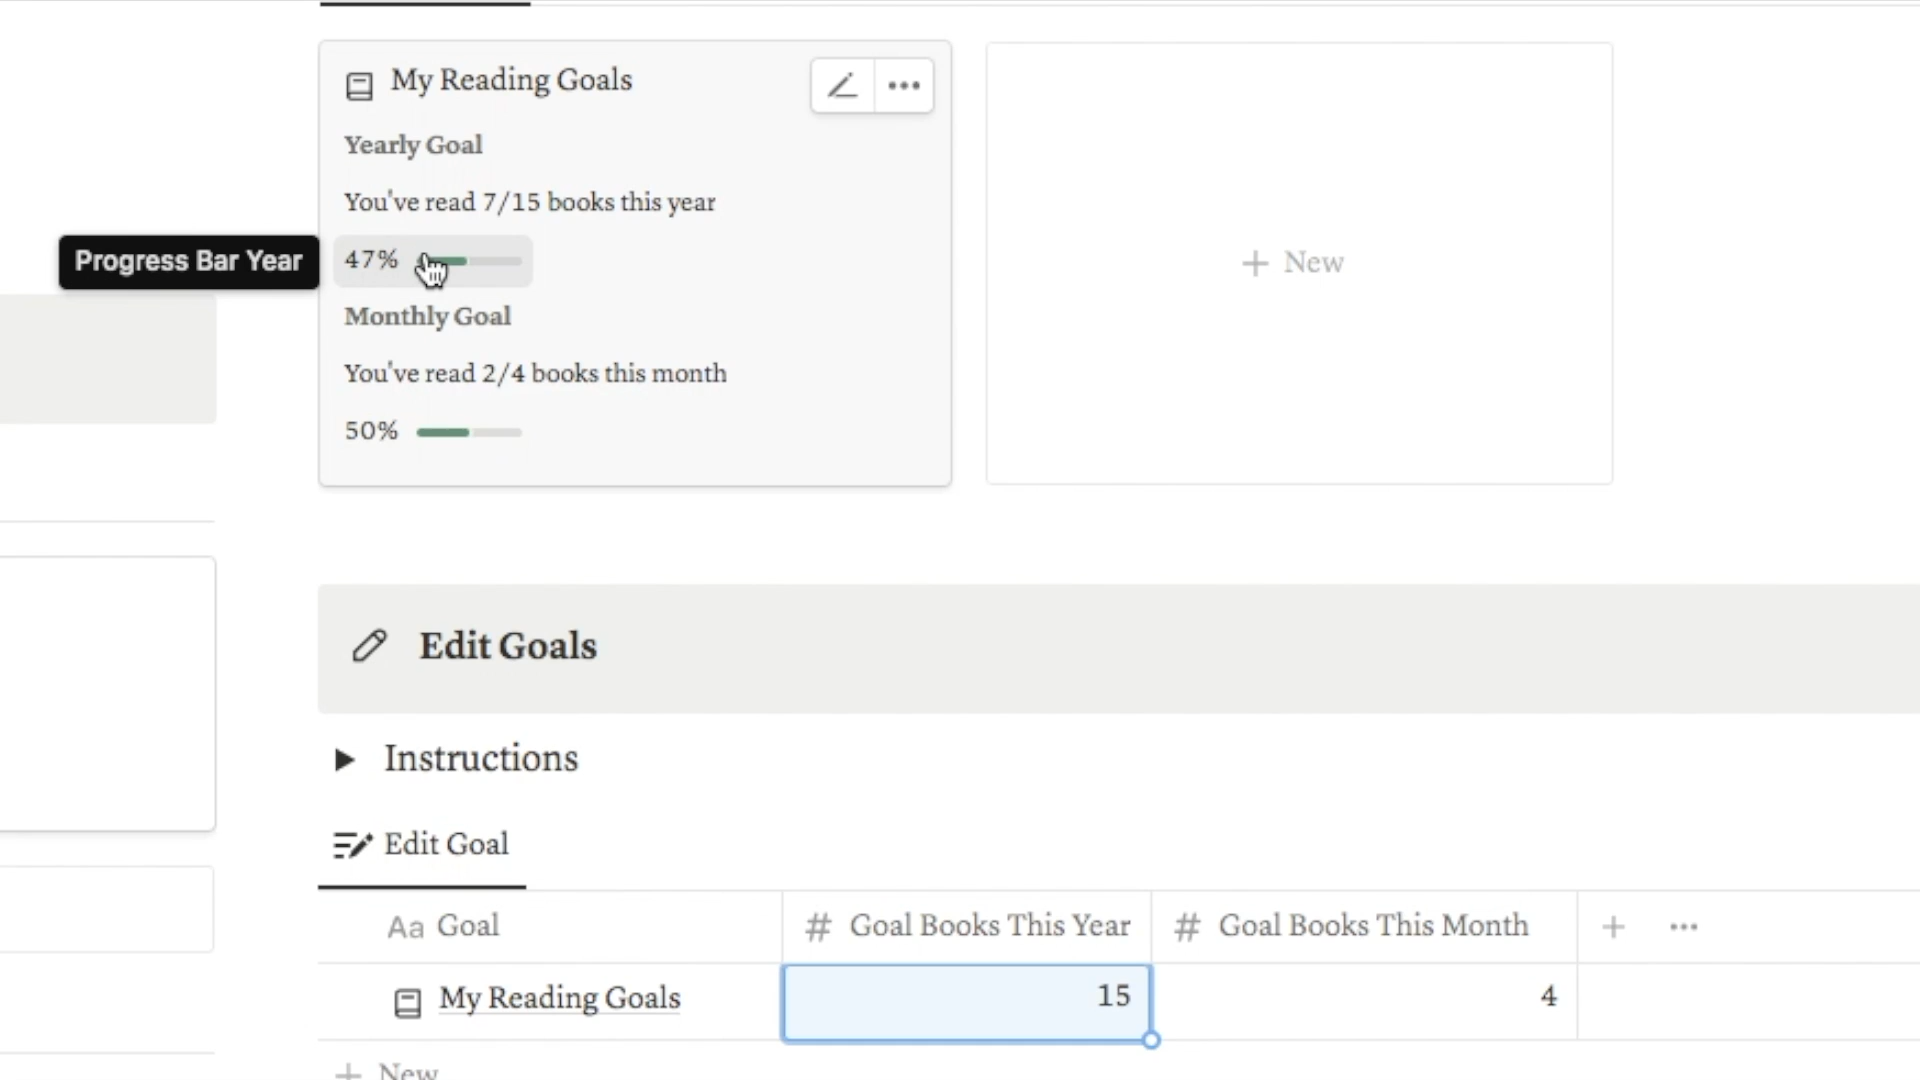 My Reading Goals
Yearly Goal
You've read 7/15 books this year
Progress Bar Year
47%
Monthly Goal
You've read 2/4 books this month
50%
+ New
Edit Goals
Instructions
Edit Goal
Aa Goal
# Goal Books This Year
# Goal Books This Month
My Reading Goals
15
4
+ New